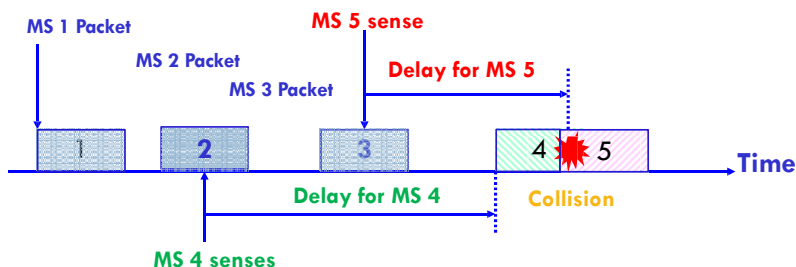 MS 5 sense
MS 1 Packet
MS 2 Packet
Delay for MS 5
MS 3 Packet
1
2
3
4
5
Time
Delay for MS 4
Collision
MS 4 senses